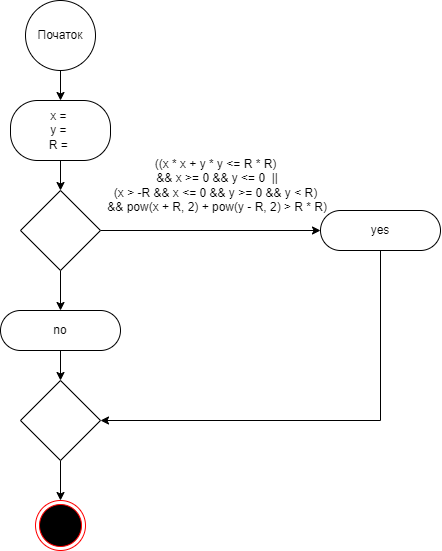 Початок
x =
y =
R =
((x * x + y * y <= R * R)
&& x >= 0 && y <= 0 ||
(x > -R && x <= 0 && y >= 0 && y < R)
&& pow(x + R, 2) + pow(y - R, 2) > R * R)
yes
no